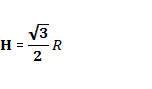 H = √3/2 R